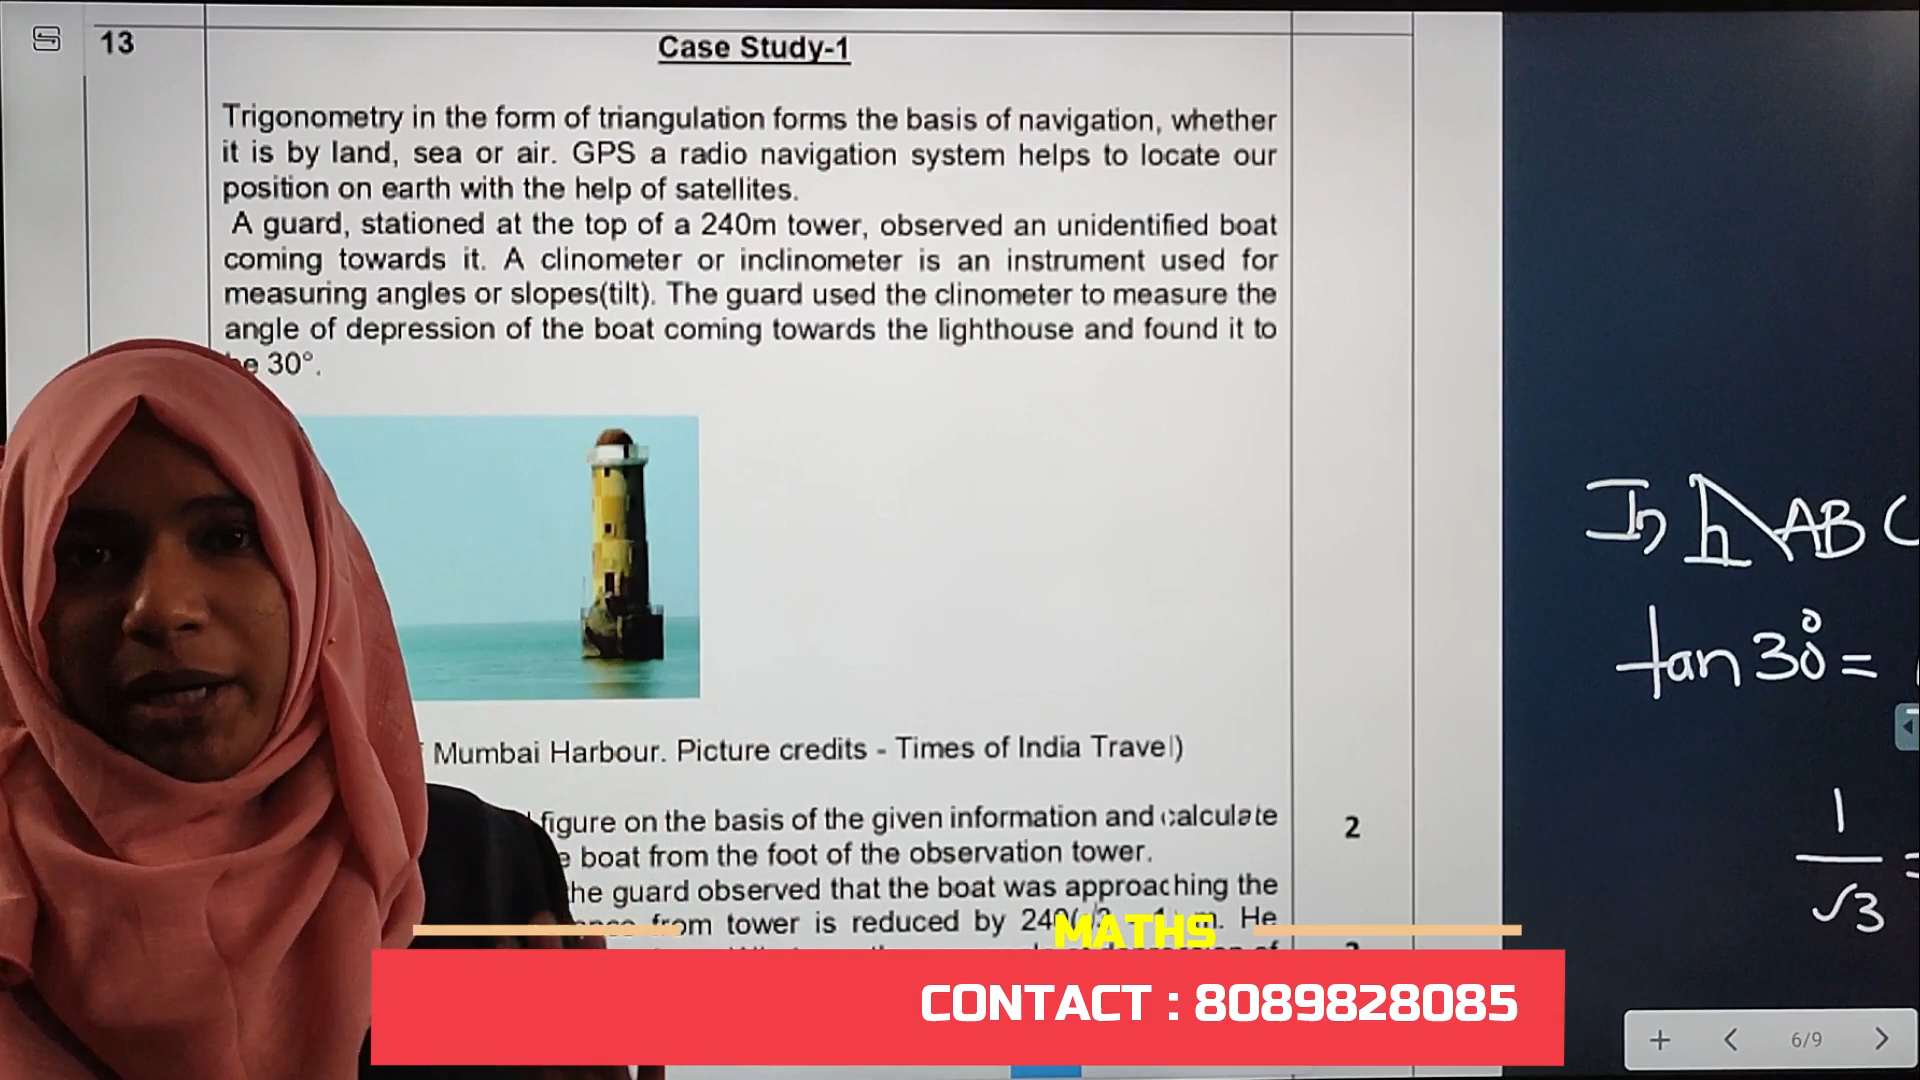 13
Case Study-1
Trigonometry in the form of triangulation forms the basis of navigation, whether
it is by land, sea or air. GPS a radio navigation system helps to locate our
position on earth with the help of satellites.
A guard, stationed at the top of a 240m tower, observed an unidentified boat
coming towards it. A clinometer or inclinometer is an instrument used for
measuring angles or slopes(tilt). The guard used the clinometer to measure the
angle of depression of the boat coming towards the lighthouse and found it to
30°.
Mumbai Harbour. Picture credits - Times of India Travel)
figure on the basis of the given information and calculate
2
boat from the foot of the observation tower.
the guard observed that the boat was approaching the
from tower is reduced by 240(√3 - 1) m. He
MATHS
CONTACT : 8089828085
In ABC
tan 30° =
1
√3
6/9